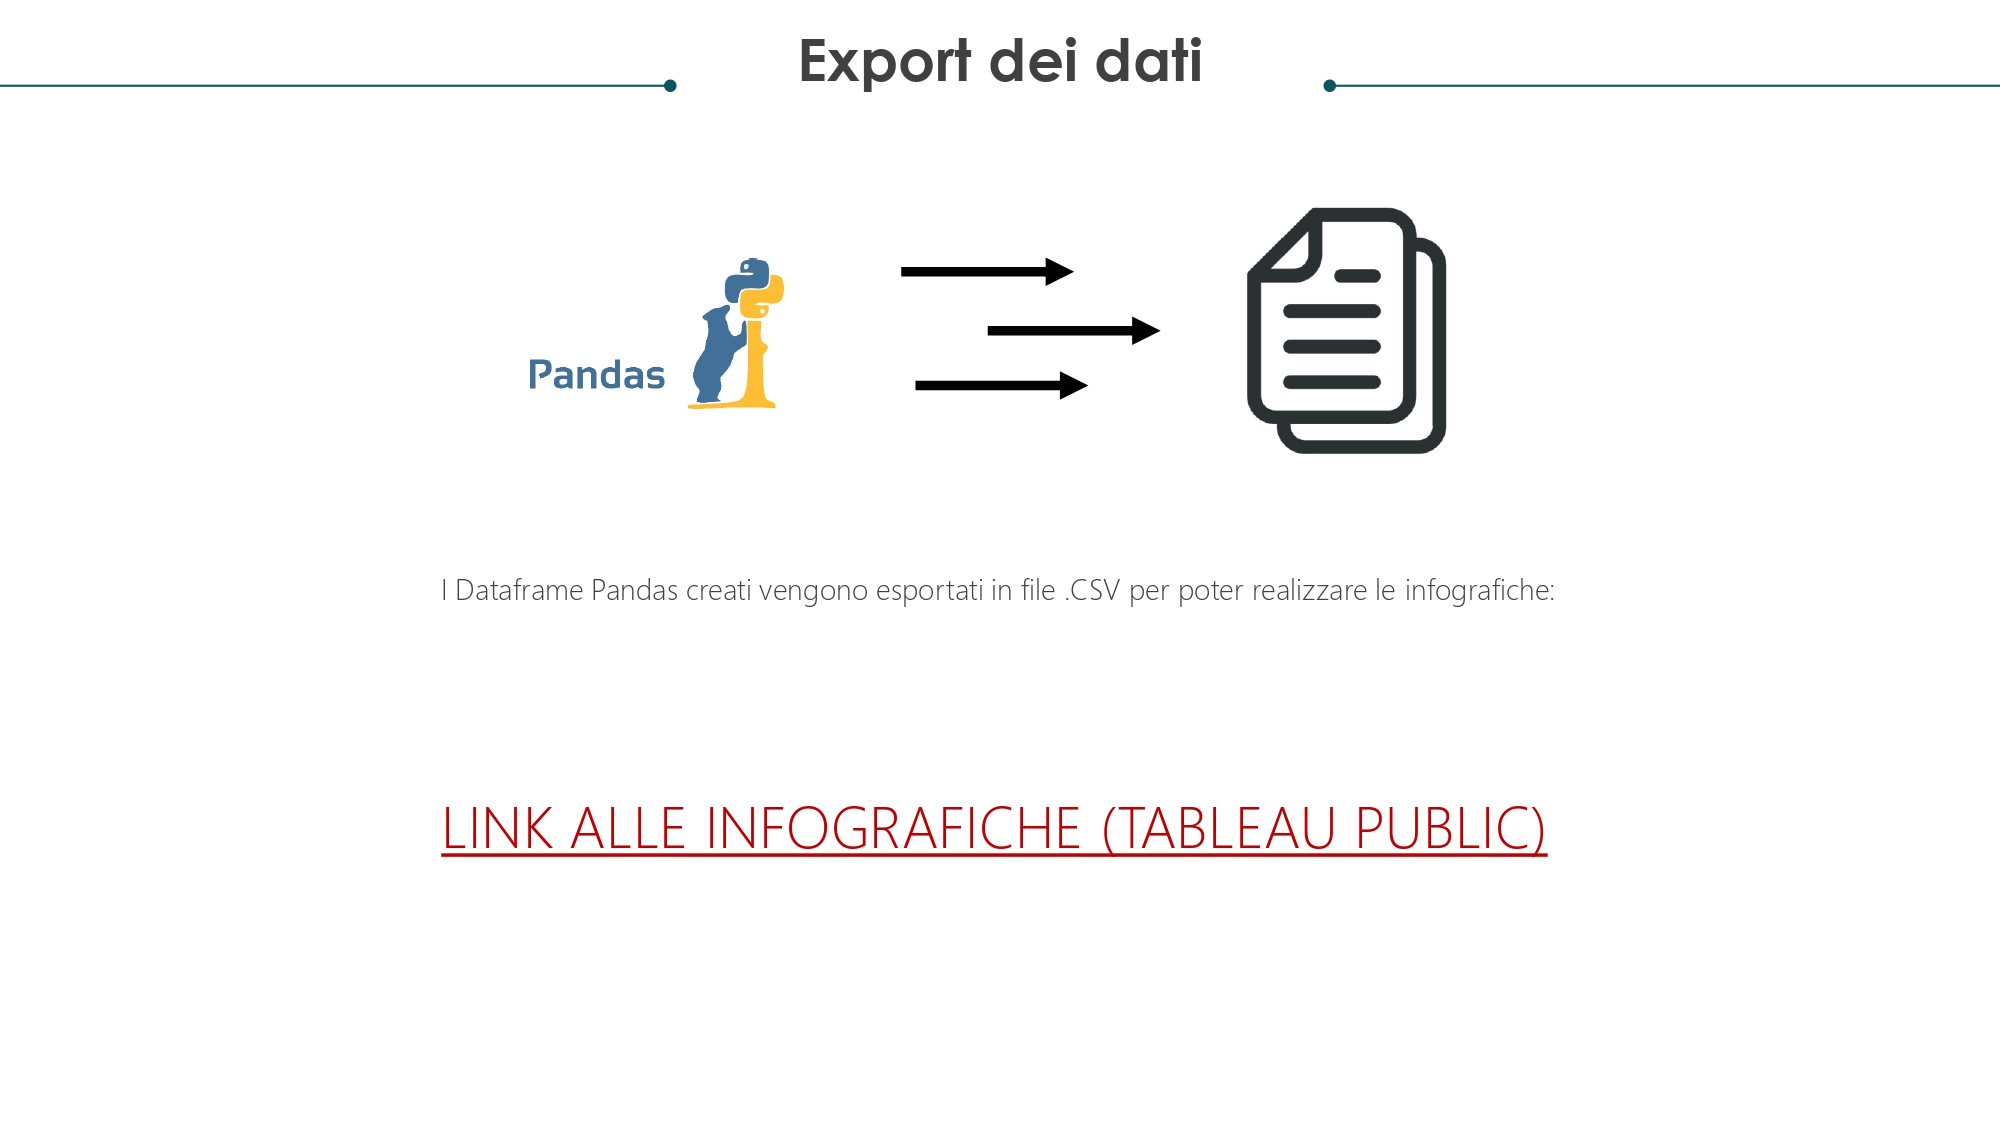 Export dei dati
Pandas
I Dataframe Pandas creati vengono esportati in file .CSV per poter realizzare le infografiche:
LINK ALLE INFOGRAFICHE (TABLEAU PUBLIC)